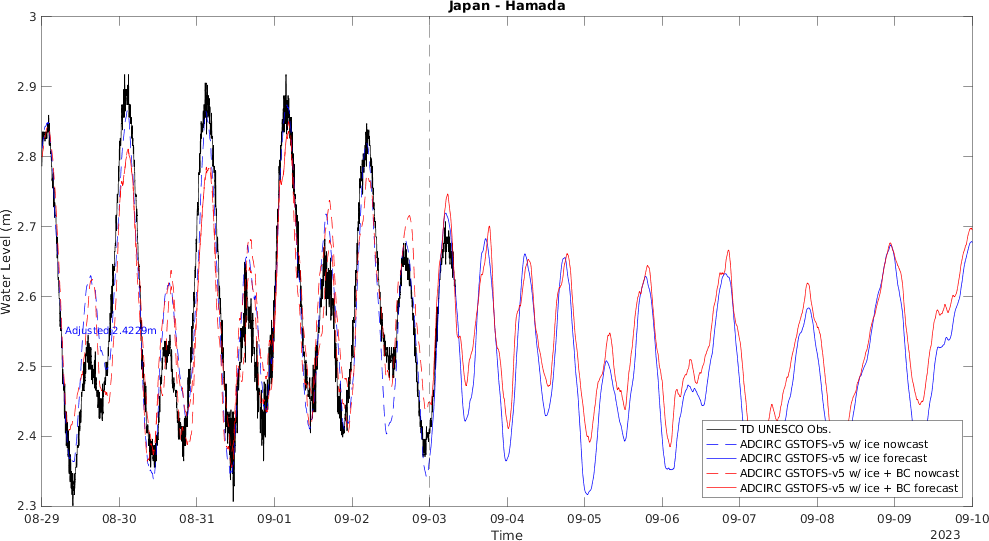 Japan - Hamada
Water Level (m)
3
2.9
2.8
2.7
2.6
2.5
2.4
2.3
Adjusted 2.4229m
TD UNESCO Obs.
ADCIRC GSTOFS-v5 w/ ice nowcast
ADCIRC GSTOFS-v5 w/ ice forecast
ADCIRC GSTOFS-v5 w/ ice + BC nowcast
ADCIRC GSTOFS-v5 w/ ice + BC forecast
08-29 08-30 08-31 09-01 09-02 09-03 09-04 09-05 09-06 09-07 09-08 09-09 09-10
Time
2023